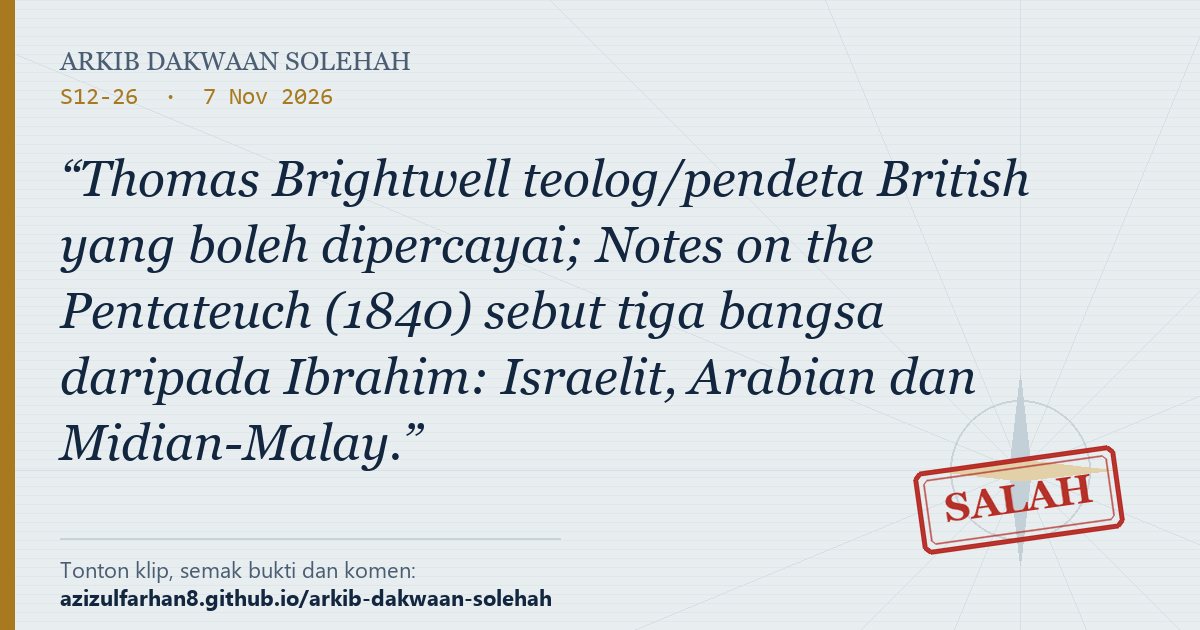 ARKIB DAKWAAN SOLEHAH
S12-26 · 7 Nov 2026
“Thomas Brightwell teolog/pendeta British
yang boleh dipercayai; Notes on the
Pentateuch (1840) sebut tiga bangsa
daripada Ibrahim: Israelit, Arabian dan
Midian-Malay.”
SALAH
Tonton klip, semak bukti dan komen:
azizulfarhan8.github.io/arkib-dakwaan-solehah